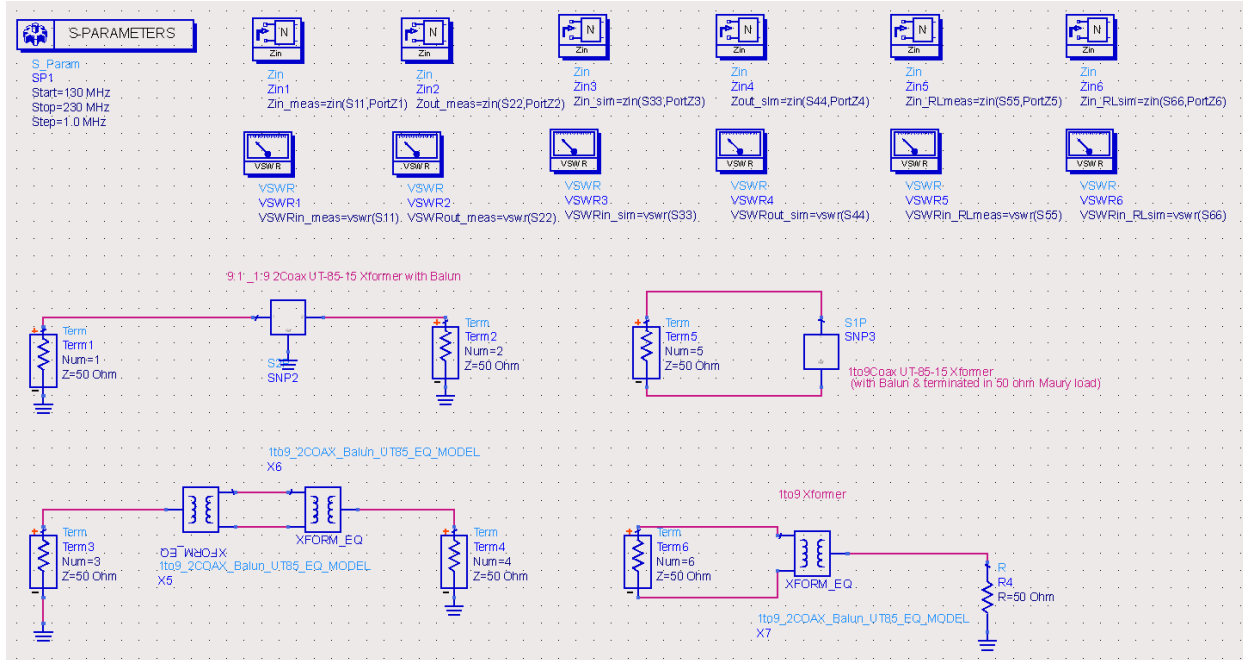 S-PARAMETERS
S_Param
SP1
Start=130 MHz
Stop=230 MHz
Step=1.0 MHz
N
Zin
Zin
Zin1
Zin_meas=zin(S11,PortZ1)
N
Zin
Zin
Zin2
Zout_meas=zin(S22,PortZ2)
N
Zin
Zin
Zin3
Zin_sim=zin(S33,PortZ3)
N
Zin
Zin
Zin4
Zout_sim=zin(S44,PortZ4)
N
Zin
Zin
Zin5
Zin_RLmeas=zin(S55,PortZ5)
N
Zin
Zin
Zin6
Zin_RLsim=zin(S66,PortZ6)
VSWR
VSWR
VSWR1
VSWRin_meas=vswr(S11)
VSWR
VSWR
VSWR2
VSWRout_meas=vswr(S22)
VSWR
VSWR
VSWR3
VSWRin_sim=vswr(S33)
VSWR
VSWR
VSWR4
VSWRout_sim=vswr(S44)
VSWR
VSWR
VSWR5
VSWRin_RLmeas=vswr(S55)
VSWR
VSWR
VSWR6
VSWRin_RLsim=vswr(S66)
9:1:_1:9 2Coax UT-85-15 Xformer with Balun
Term
Term1
Num=1
Z=50 Ohm
SNP2
Term
Term2
Num=2
Z=50 Ohm
Term
Term5
Num=5
Z=50 Ohm
S1P
SNP3
1to9Coax UT-85-15 Xformer
(with Balun & terminated in 50 ohm Maury load)
1to9_2COAX_Balun_UT85_EQ_MODEL
X6
Term
Term3
Num=3
Z=50 Ohm
XFORM_EQ
1to9_2COAX_Balun_UT85_EQ_MODEL
X5
XFORM_EQ
Term
Term4
Num=4
Z=50 Ohm
1to9 Xformer
Term
Term6
Num=6
Z=50 Ohm
XFORM_EQ
1to9_2COAX_Balun_UT85_EQ_MODEL
X7
R
R4
R=50 Ohm